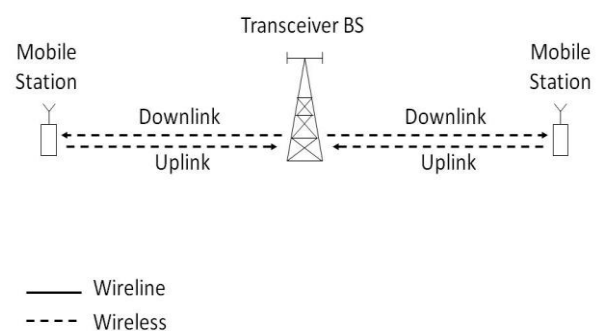 Transceiver BS
Mobile
Station
Mobile
Station
Downlink
Downlink
Uplink
Uplink
Wireline
Wireless